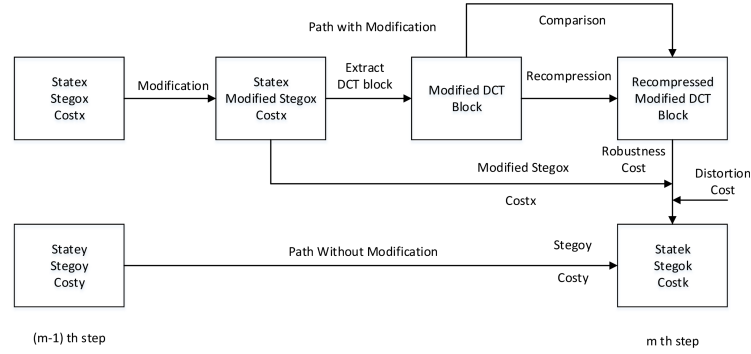 Path with Modification
Comparison
Statex
Stegox
Costx
Modification
Statex
Modified Stegox
Costx
Extract
DCT block
Modified DCT
Block
Recompression
Recompressed
Modified DCT
Block
Robustness
Cost
Modified Stegox
Costx
Distortion
Cost
Statey
Stegoy
Costy
Path Without Modification
Stegoy
Costy
Statek
Stegok
Costk
(m-1) th step
m th step